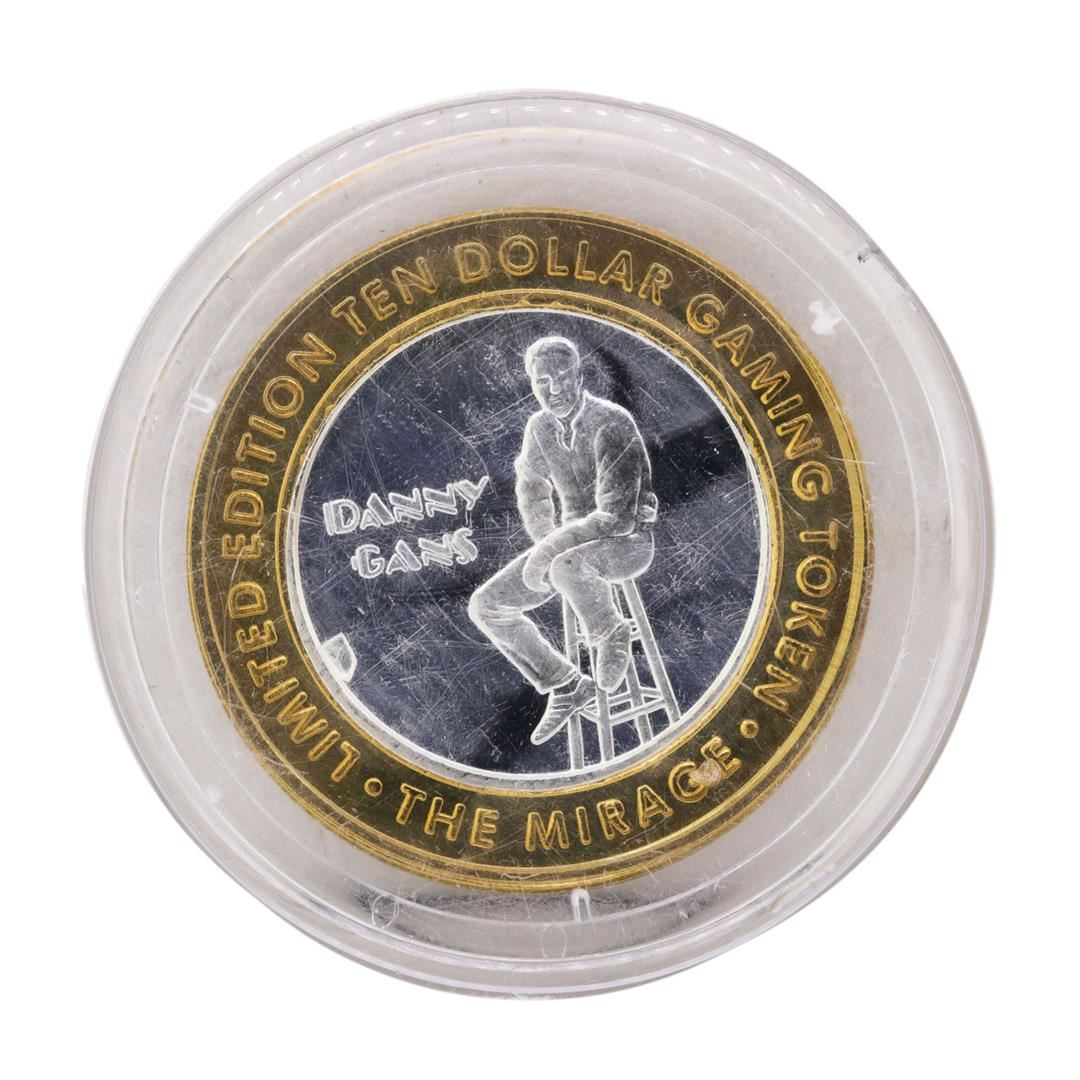 LIMITED EDITION TEN DOLLAR GAMING TOKEN
• THE MIRAGE •
DANNY
GANS